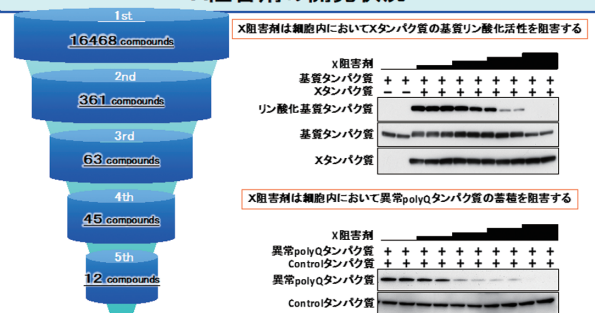 1st
16468 compounds
2nd
361 compounds
3rd
63 compounds
4th
45 compounds
5th
12 compounds
X阻害剤は細胞内においてXタンパク質の基質リン酸化活性を阻害する
X阻害剤
基質タンパク質 + + + + + + + + + +
Xタンパク質 − − + + + + + + + +
リン酸化基質タンパク質
基質タンパク質
Xタンパク質
X阻害剤は細胞内において異常polyQタンパク質の蓄積を阻害する
X阻害剤
異常polyQタンパク質 + + + + + + + + + +
Controlタンパク質 + + + + + + + + + +
異常polyQタンパク質
Controlタンパク質